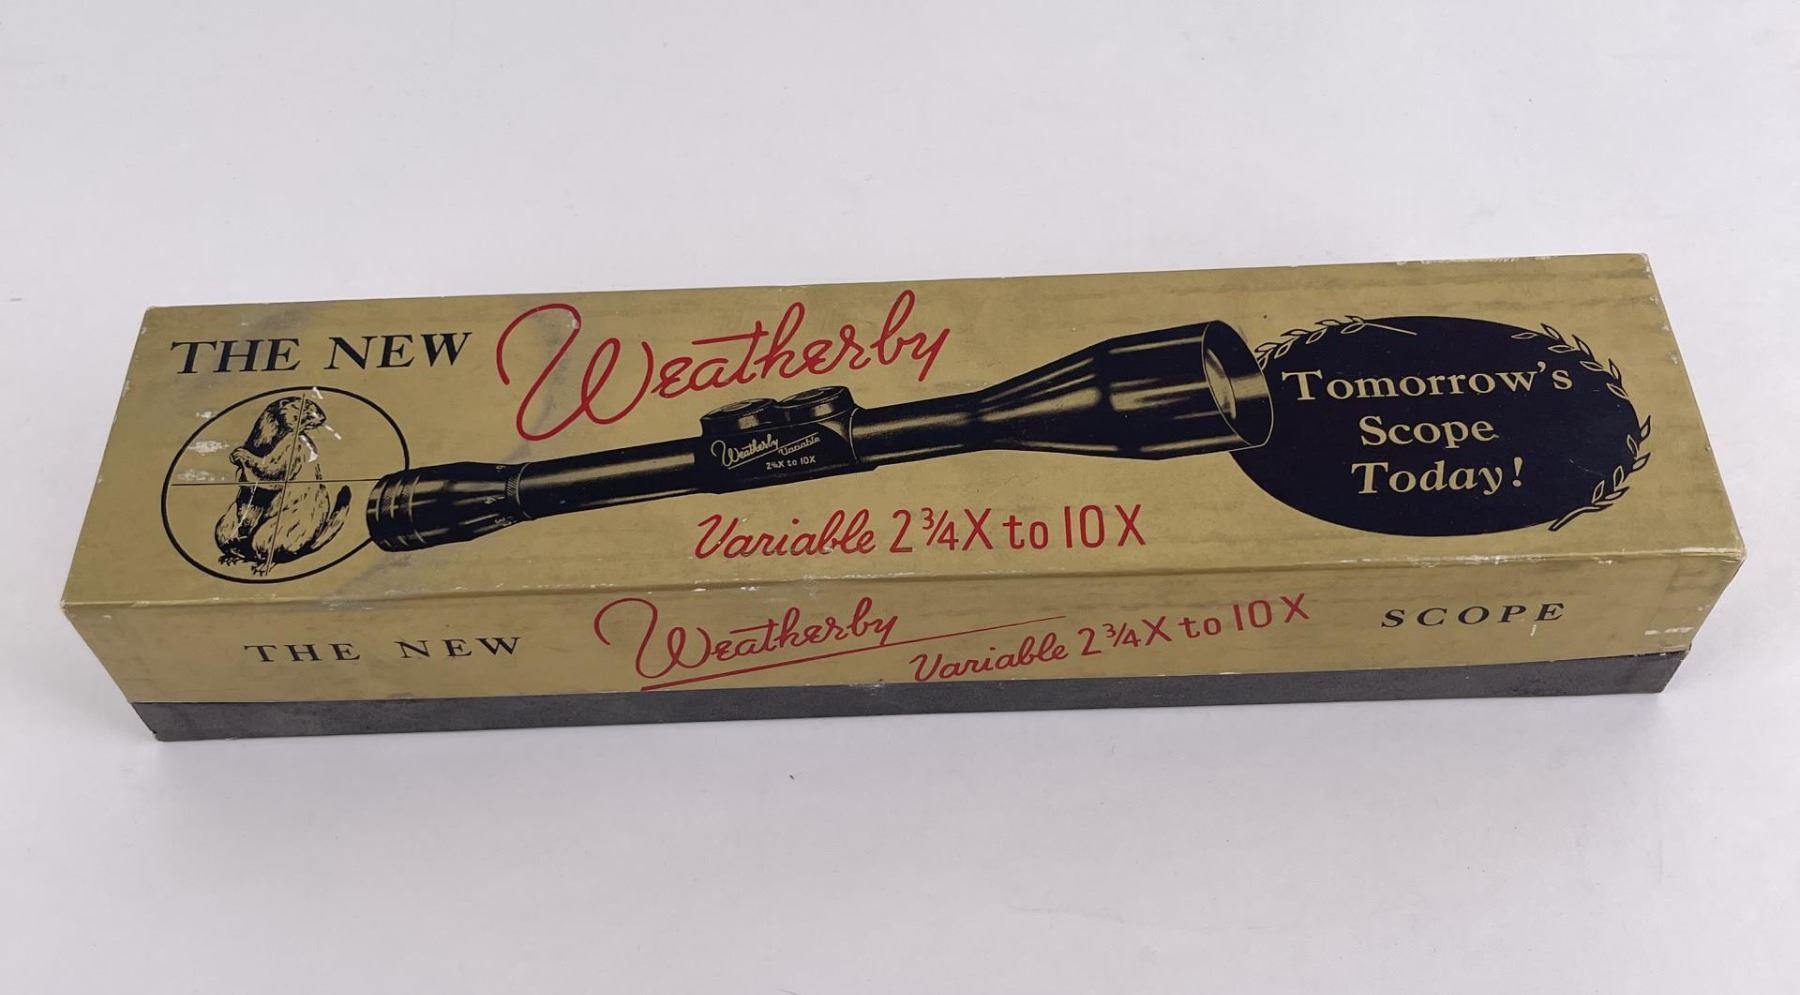 THE NEW Weatherby
Weatherby Variable
2¾X to 10X
Variable 2¾X to 10X
Tomorrow's
Scope
Today!
THE NEW Weatherby Variable 2¾X to 10X SCOPE